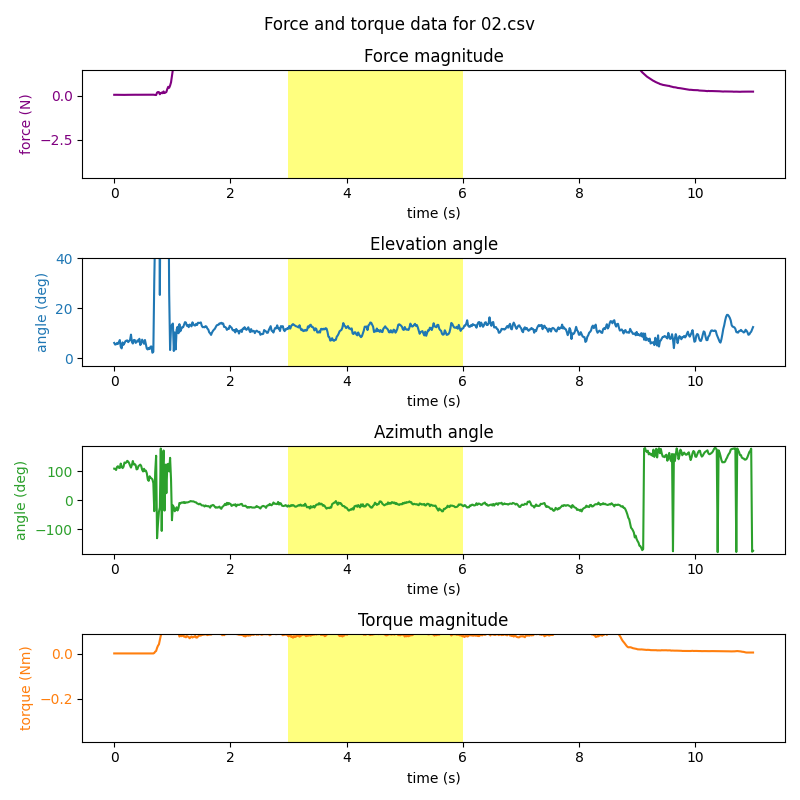 Force and torque data for 02.csv
Force magnitude
force (N)
0.0
−2.5
0 2 4 6 8 10
time (s)
Elevation angle
angle (deg)
40
20
0
0 2 4 6 8 10
time (s)
Azimuth angle
angle (deg)
100
0
−100
0 2 4 6 8 10
time (s)
Torque magnitude
torque (Nm)
0.0
−0.2
0 2 4 6 8 10
time (s)